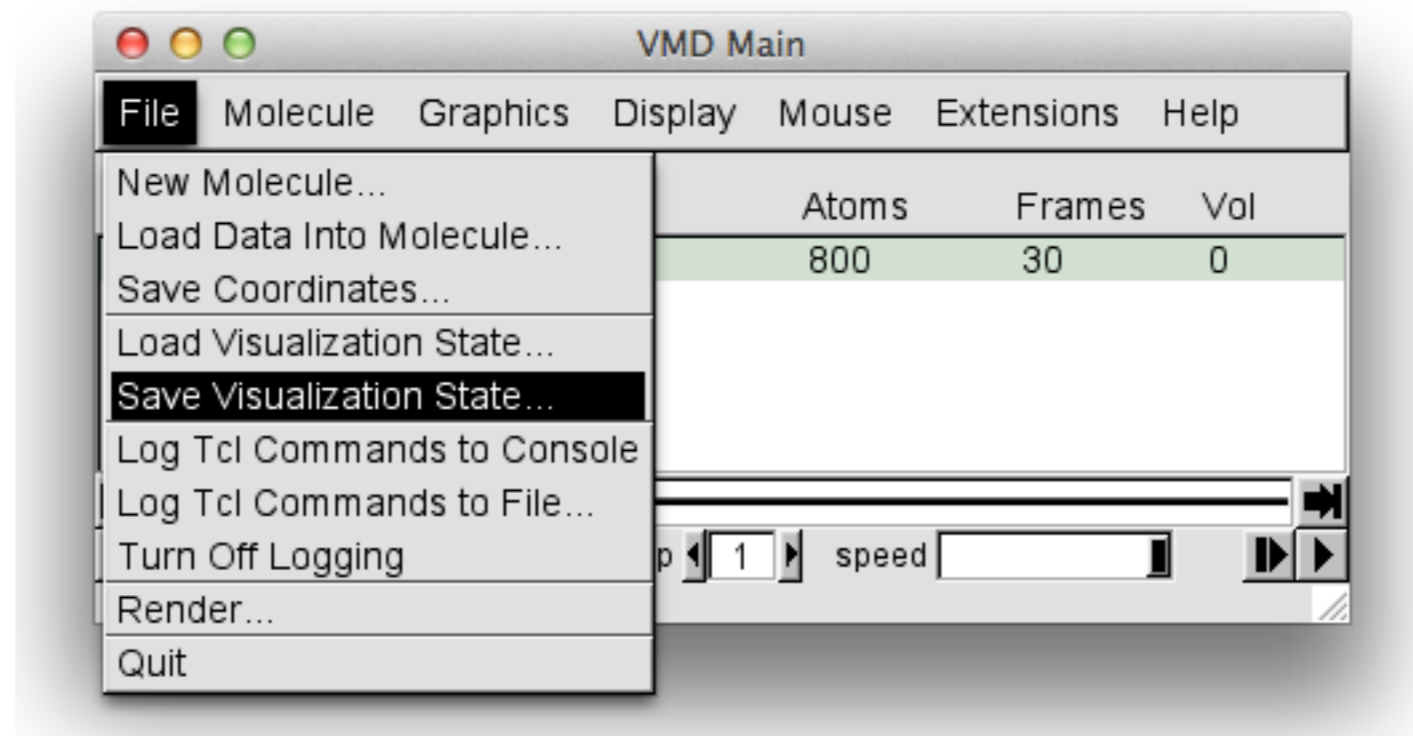 VMD Main
File Molecule Graphics Display Mouse Extensions Help
New Molecule...
Load Data Into Molecule...
Save Coordinates...
Load Visualization State...
Save Visualization State...
Log Tcl Commands to Console
Log Tcl Commands to File...
Turn Off Logging
Render...
Quit
Atoms Frames Vol
800 30 0
p 1 speed